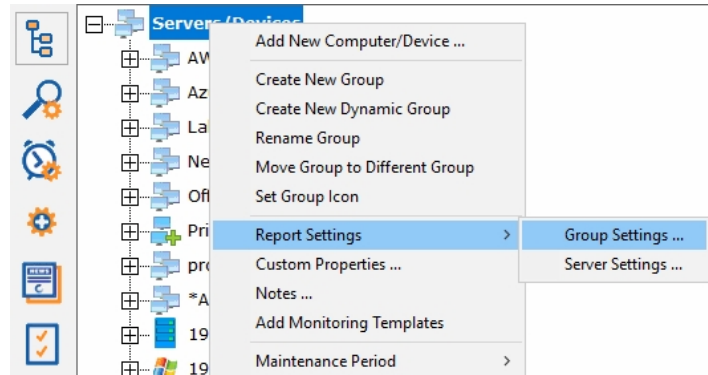 Servers/Devices
Add New Computer/Device ...
AW
Create New Group
Az
Create New Dynamic Group
La
Rename Group
Ne
Move Group to Different Group
Off
Set Group Icon
Pri
Report Settings
Group Settings ...
pro
Custom Properties ...
Server Settings ...
*A
Notes ...
19
Add Monitoring Templates
19
Maintenance Period
NEWS